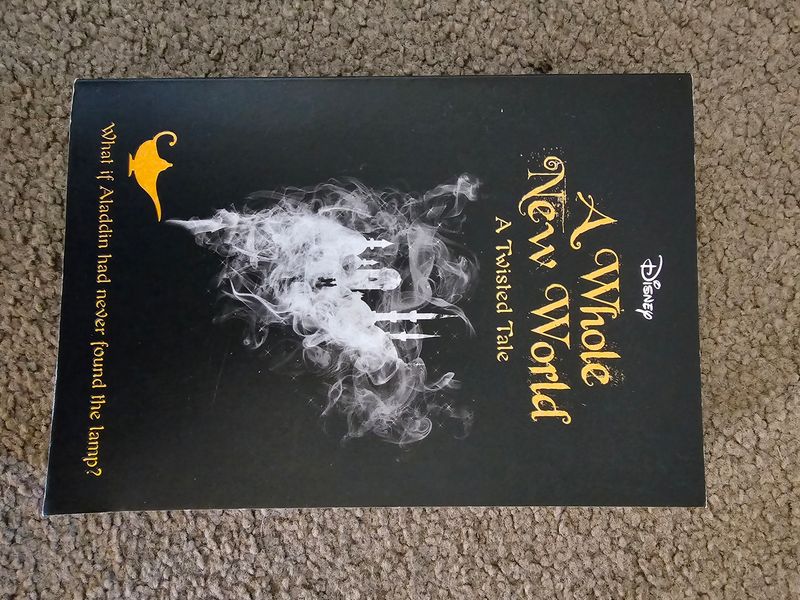 Disney
A Whole
New World
A Twisted Tale
What if Aladdin had never found the lamp?